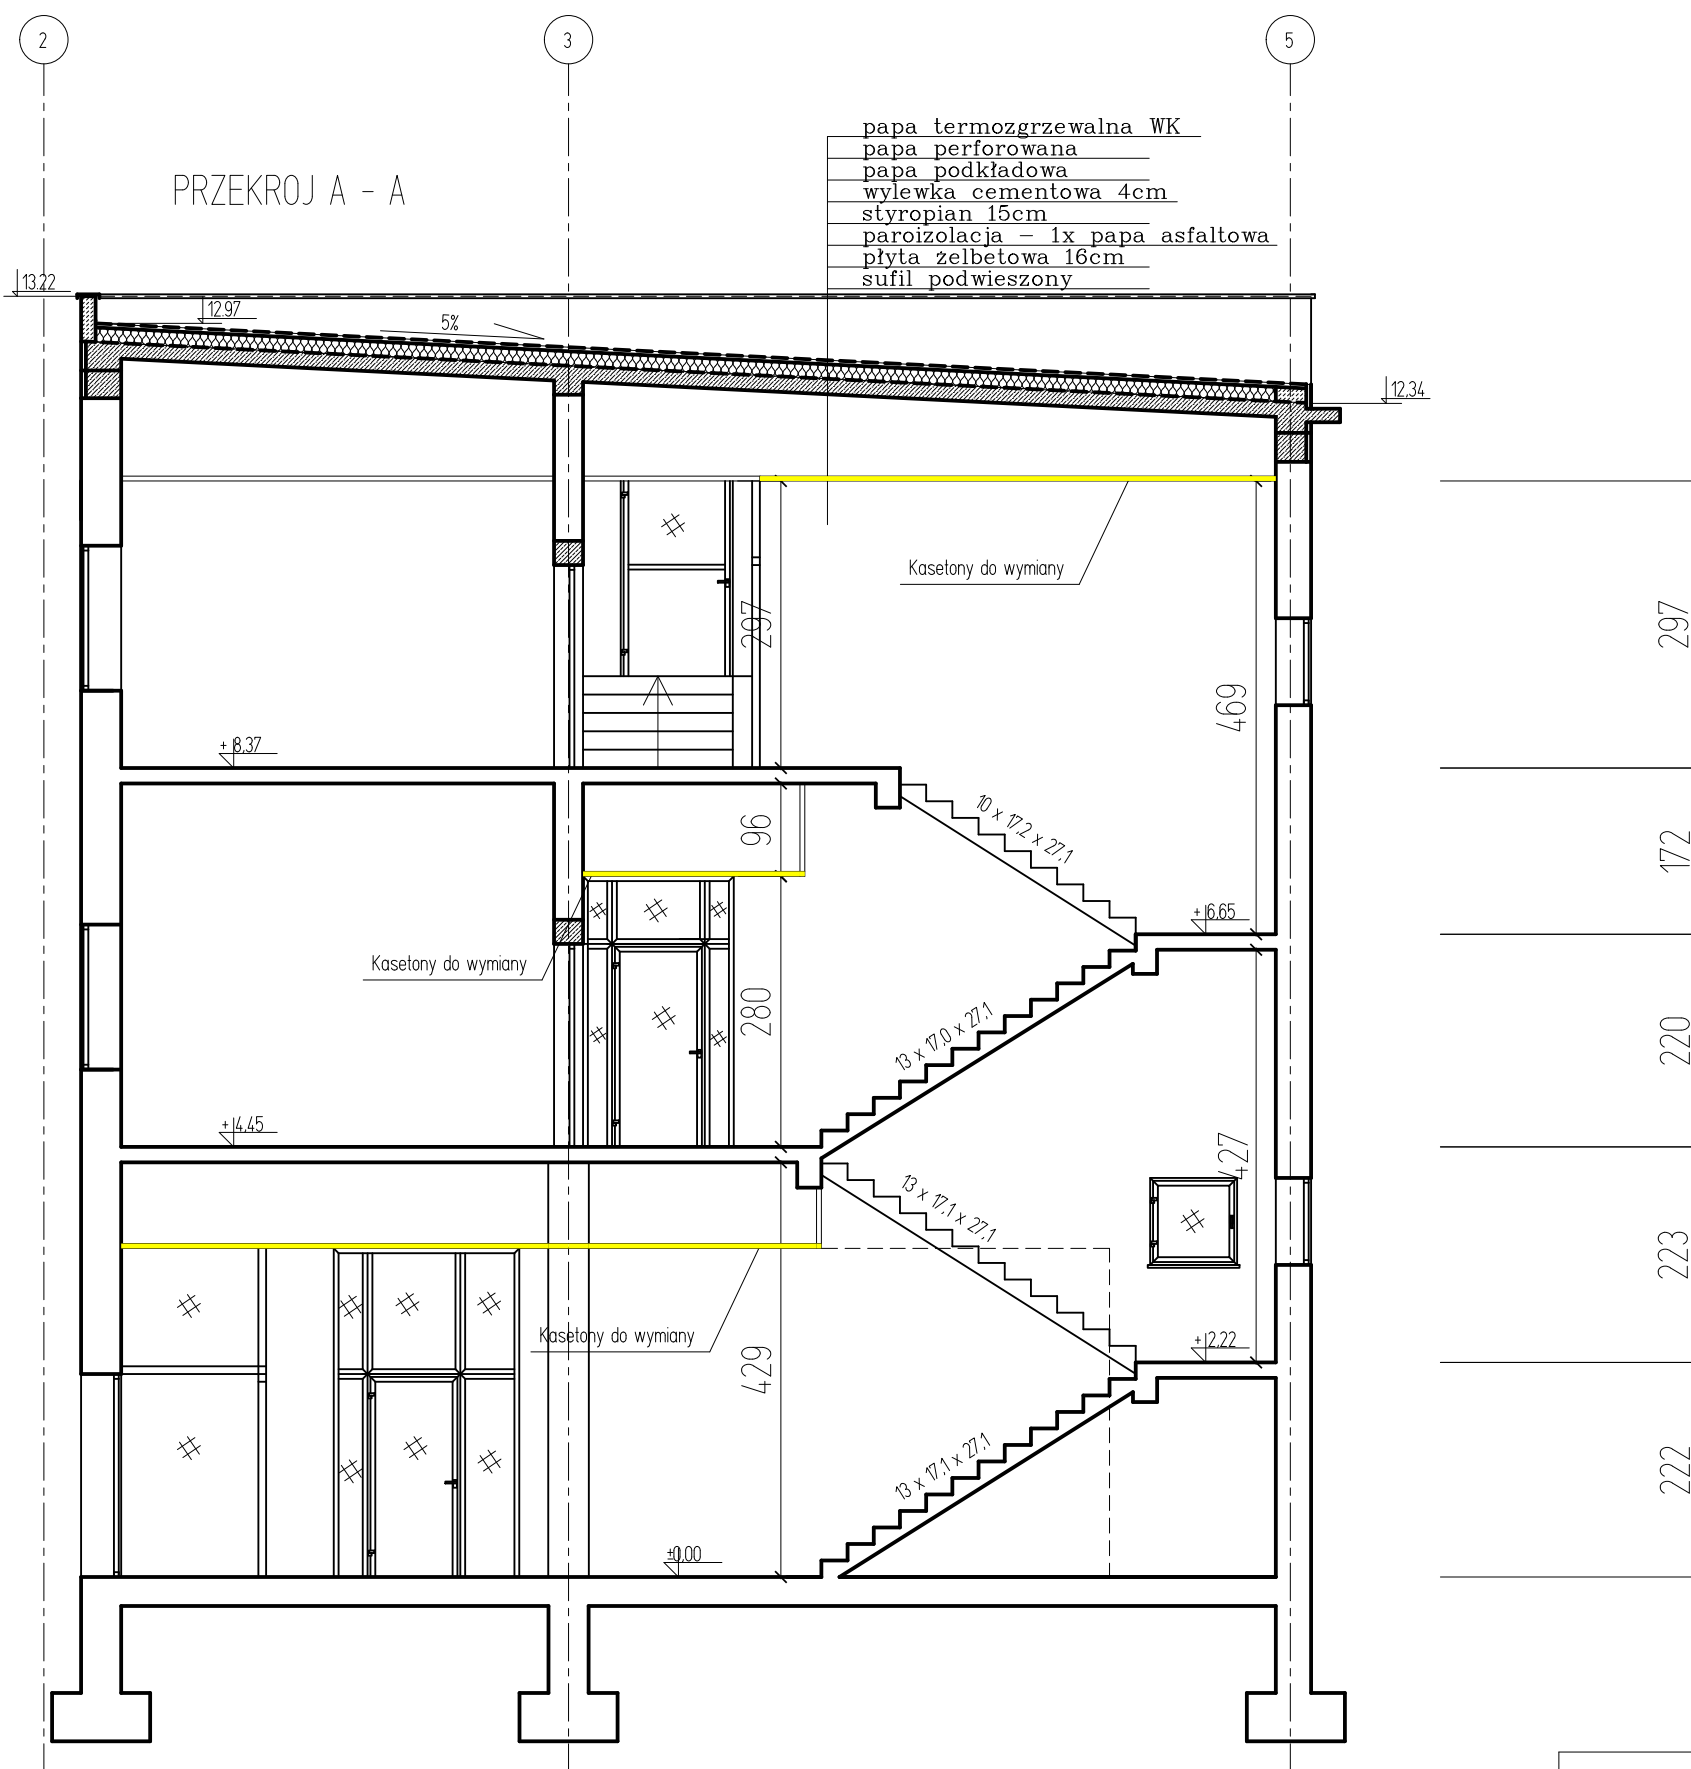 2
3
5
PRZEKROJ A - A
papa termozgrzewalna WK
papa perforowana
papa podkładowa
wylewka cementowa 4cm
styropian 15cm
paroizolacja - 1x papa asfaltowa
płyta żelbetowa 16cm
sufil podwieszony
13.22
12.97
5%
12,34
Kasetony do wymiany
297
297
469
+8,37
10 x 17,2 x 27,1
96
172
+6,65
Kasetony do wymiany
280
13 x 17,0 x 27,1
220
+4,45
427
13 x 17,1 x 27,1
223
Kasetony do wymiany
+2,22
429
13 x 17,1 x 27,1
222
±0,00